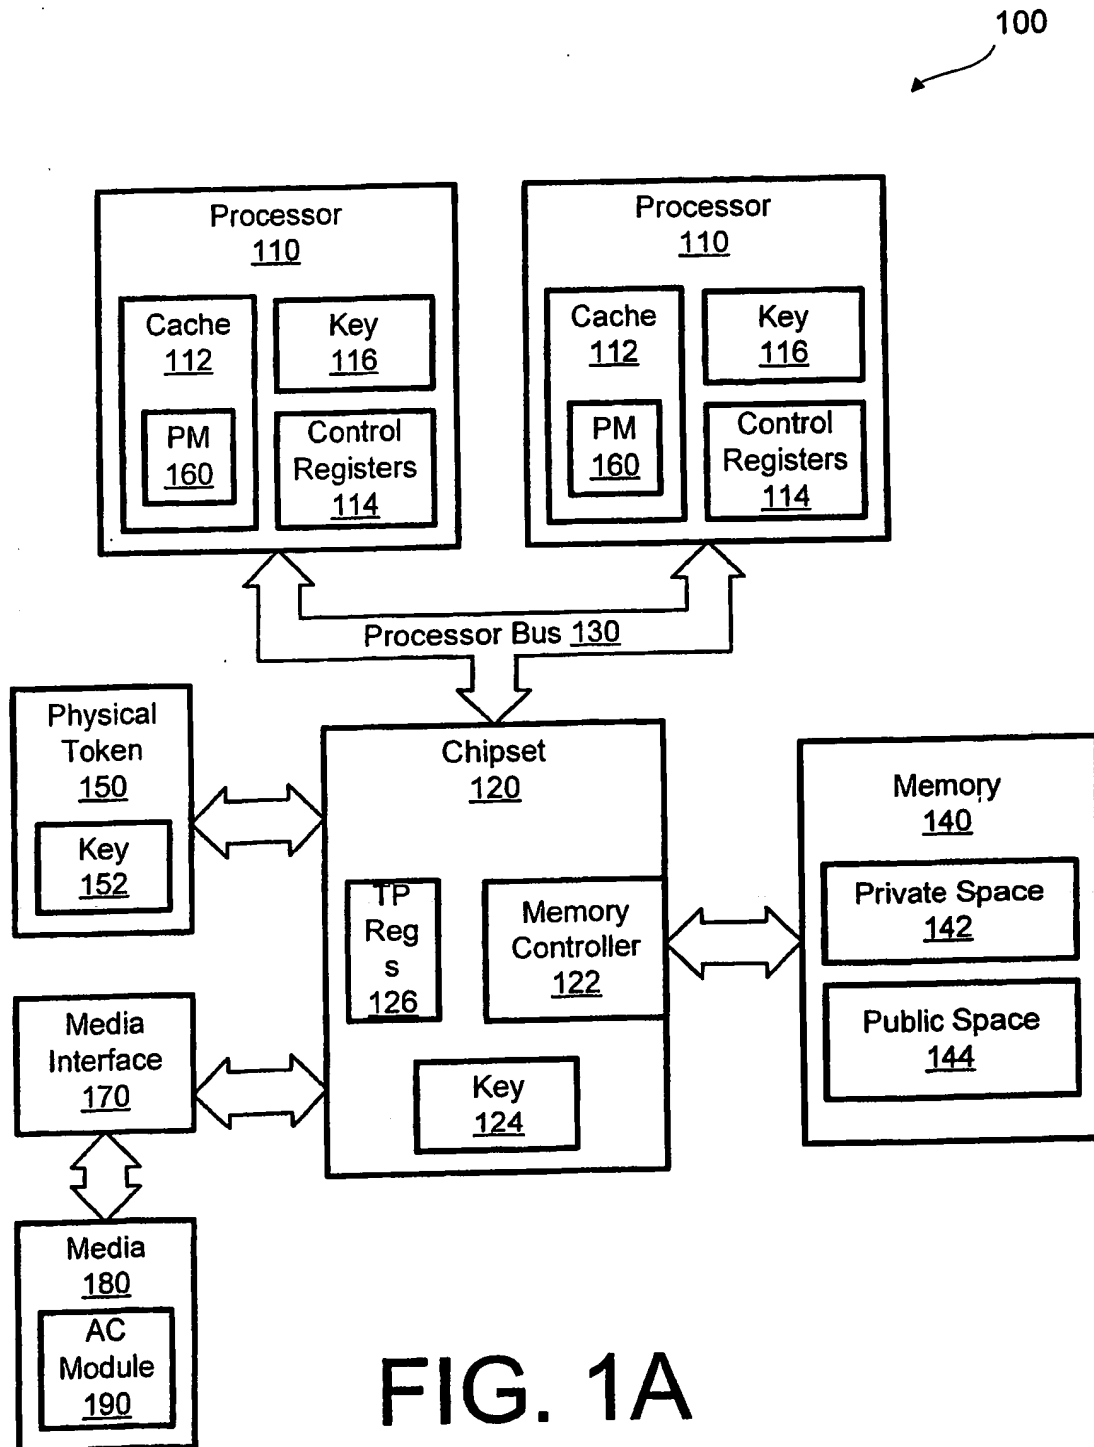 100
Processor
110
Cache
112
PM
160
Key
116
Control
Registers
114
Processor
110
Cache
112
PM
160
Key
116
Control
Registers
114
Processor Bus 130
Physical
Token
150
Key
152
Chipset
120
TP
Reg
s
126
Memory
Controller
122
Key
124
Memory
140
Private Space
142
Public Space
144
Media
Interface
170
Media
180
AC
Module
190
FIG. 1A